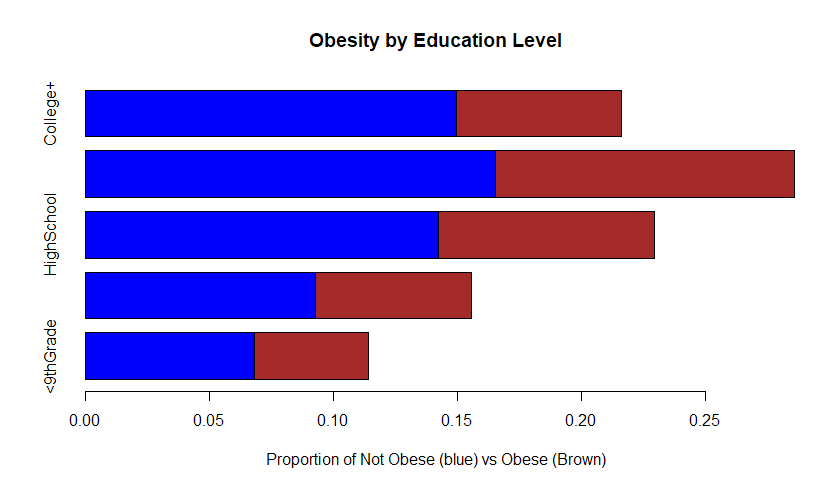 Obesity by Education Level
College+
HighSchool
<9thGrade
0.00 0.05 0.10 0.15 0.20 0.25
Proportion of Not Obese (blue) vs Obese (Brown)